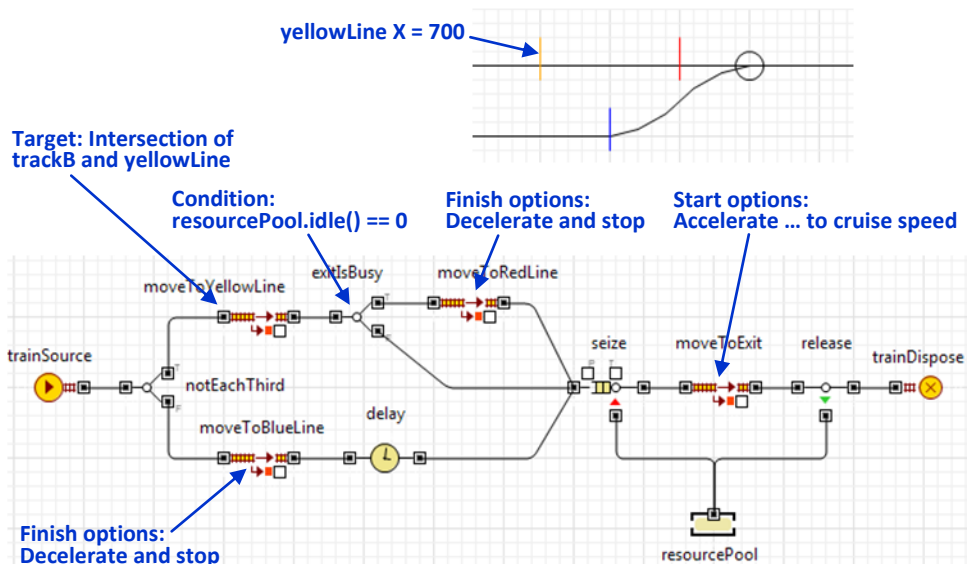 yellowLine X = 700
Target: Intersection of
trackB and yellowLine
Condition:
resourcePool.idle() == 0
Finish options:
Decelerate and stop
Start options:
Accelerate ... to cruise speed
moveToYellowLine
exitIsBusy
moveToRedLine
T
F
trainSource
notEachThird
T
F
seize
P
T
moveToExit
release
trainDispose
moveToBlueLine
delay
Finish options:
Decelerate and stop
resourcePool